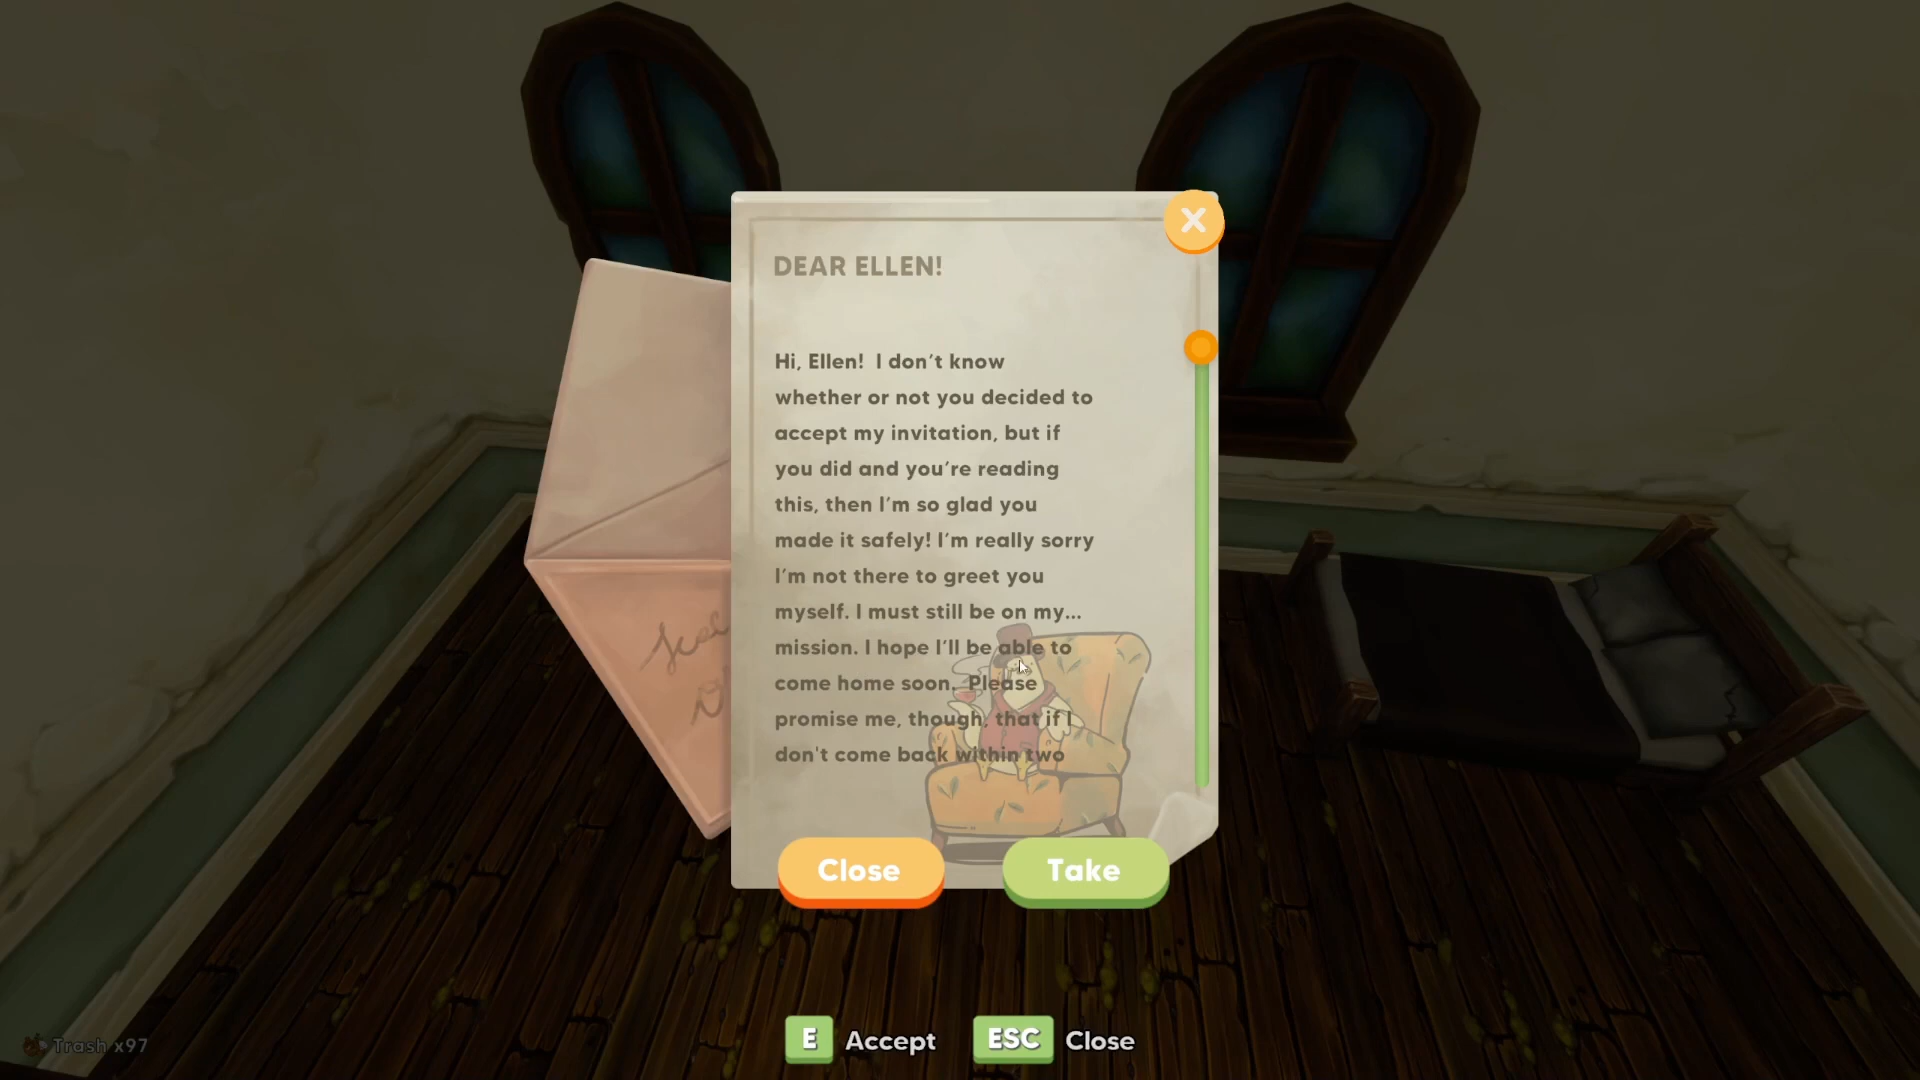 DEAR ELLEN!
Hi, Ellen!  I don’t know
whether or not you decided to
accept my invitation, but if
you did and you’re reading
this, then I’m so glad you
made it safely! I’m really sorry
I’m not there to greet you
myself. I must still be on my...
mission. I hope I’ll be able to
come home soon.  Please
promise me, though, that if I
don't come back within two
Close
Take
E Accept
ESC Close
Trash x97